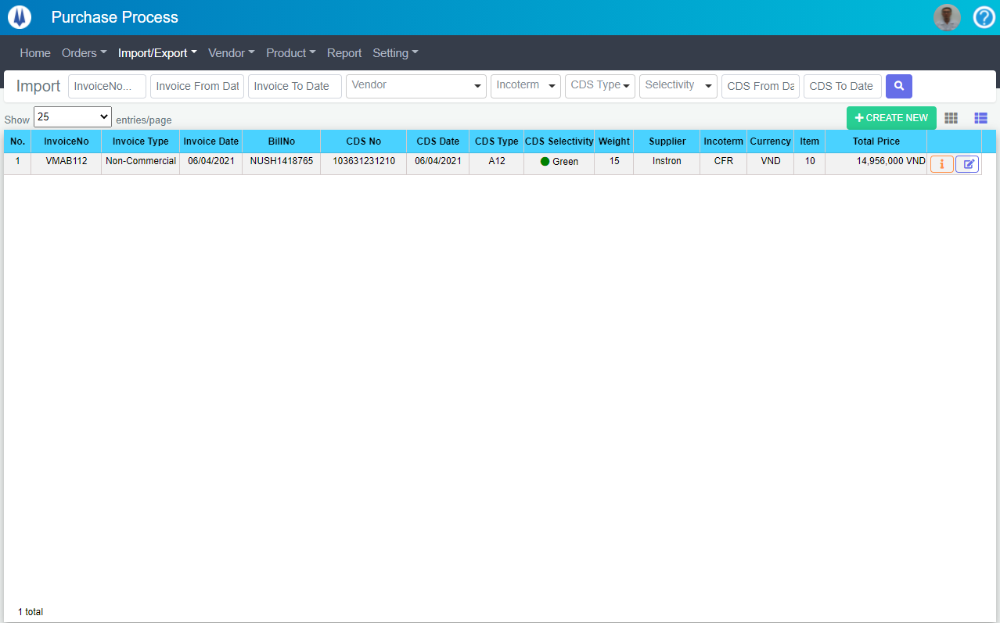 Purchase Process
Home Orders Import/Export Vendor Product Report Setting
Import InvoiceNo... Invoice From Dat Invoice To Date Vendor Incoterm CDS Type Selectivity CDS From Da CDS To Date
Show 25 entries/page CREATE NEW
No. InvoiceNo Invoice Type Invoice Date BillNo CDS No CDS Date CDS Type CDS Selectivity Weight Supplier Incoterm Currency Item Total Price
1 VMAB112 Non-Commercial 06/04/2021 NUSH1418765 103631231210 06/04/2021 A12 Green 15 Instron CFR VND 10 14,956,000 VND
1 total